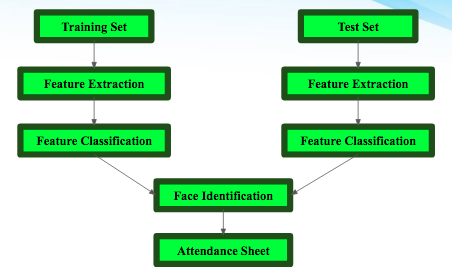 Training Set
Test Set
Feature Extraction
Feature Extraction
Feature Classification
Feature Classification
Face Identification
Attendance Sheet